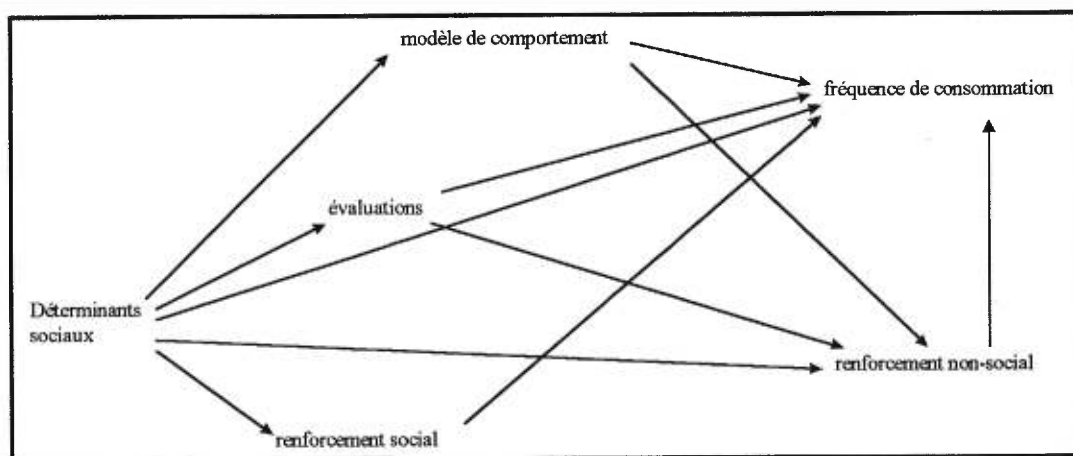 modèle de comportement
fréquence de consommation
évaluations
Déterminants
sociaux
renforcement non-social
renforcement social